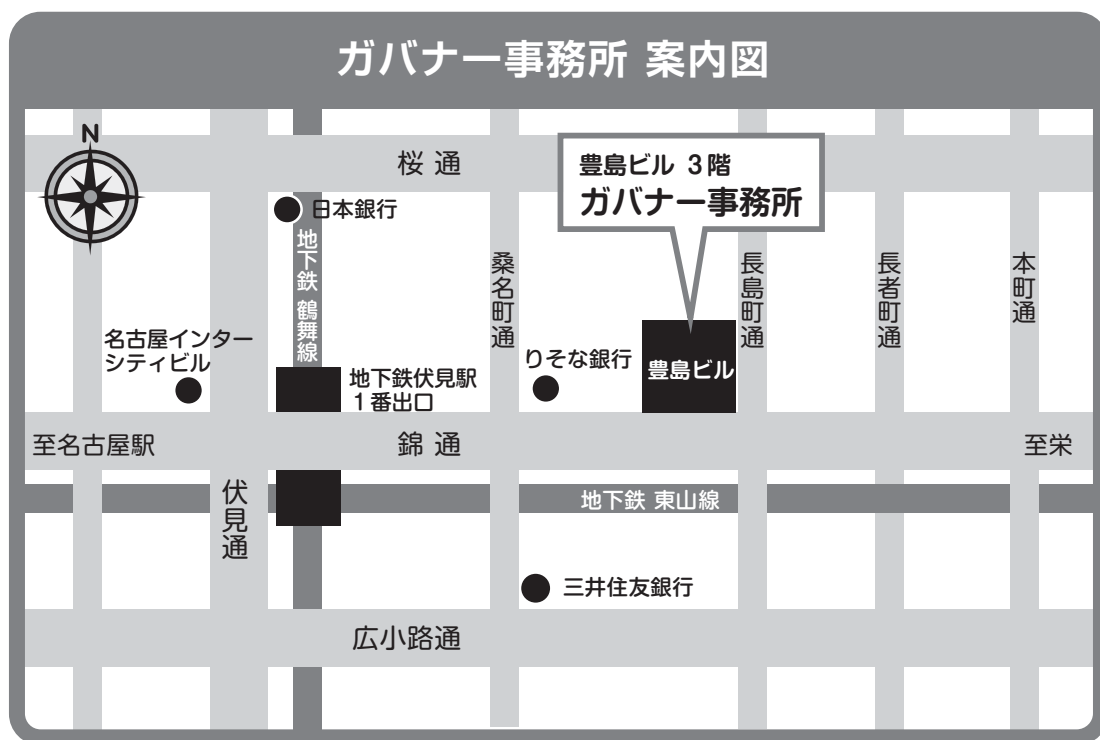 ガバナー事務所 案内図
N
桜 通
豊島ビル 3階
ガバナー事務所
日本銀行
地下鉄 鶴舞線
桑名町通
長島町通
長者町通
本町通
名古屋インター
シティビル
地下鉄伏見駅
1番出口
りそな銀行
豊島ビル
至名古屋駅
錦 通
至栄
伏見通
地下鉄 東山線
三井住友銀行
広小路通